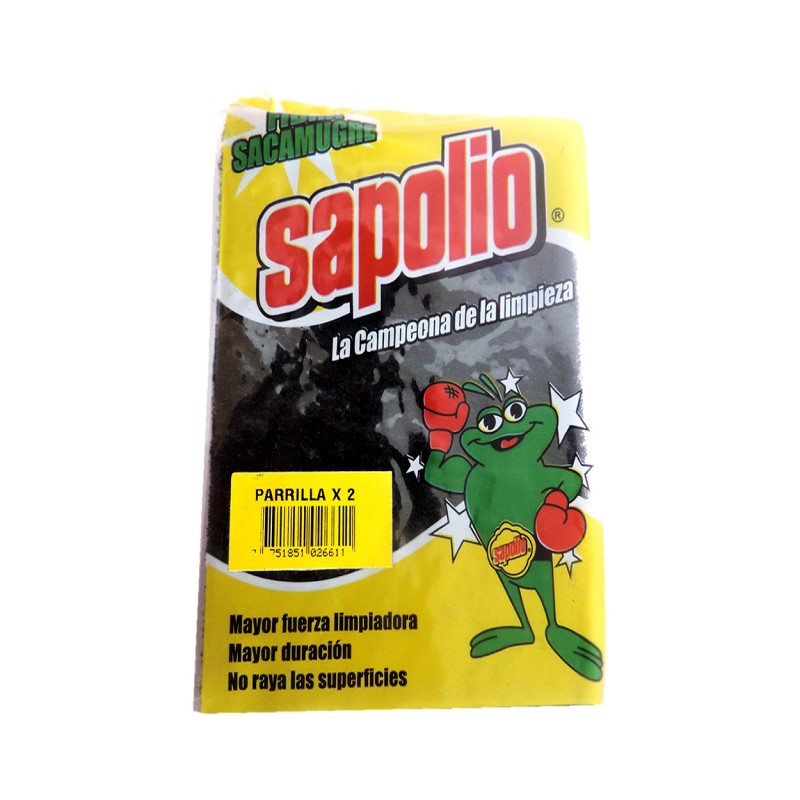 SACAMUGRE
sapolio
®
La Campeona de la limpieza
PARRILLA X 2
7 751851 026611
sapolio
Mayor fuerza limpiadora
Mayor duración
No raya las superficies